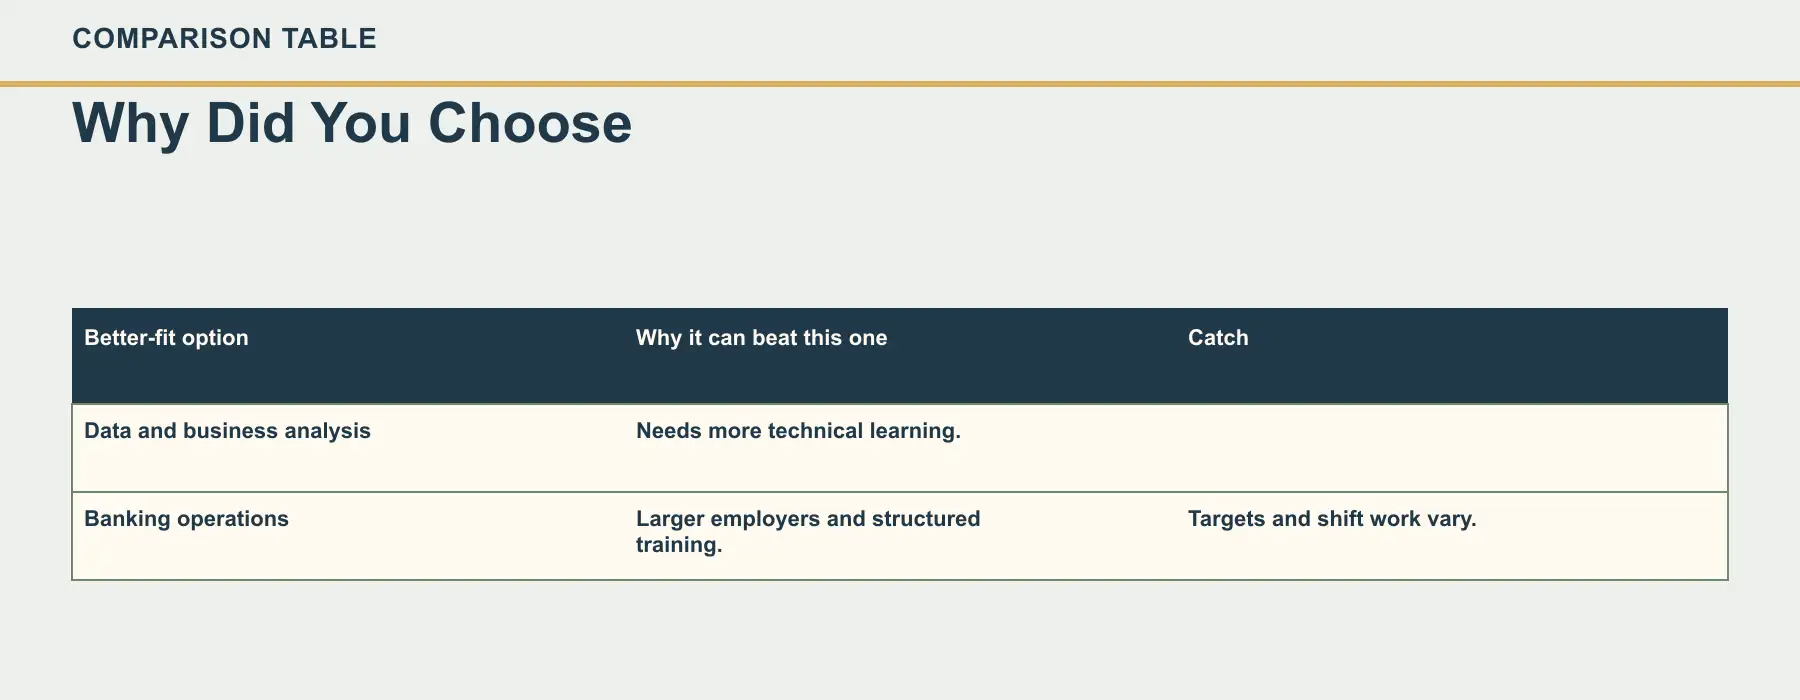 COMPARISON TABLE
Why Did You Choose
Better-fit option
Why it can beat this one
Catch
Data and business analysis
Needs more technical learning.
Banking operations
Larger employers and structured
training.
Targets and shift work vary.